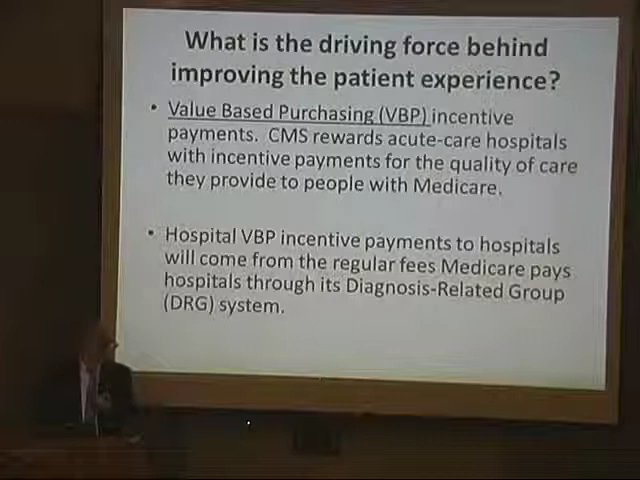 What is the driving force behind
improving the patient experience?
• Value Based Purchasing (VBP) incentive
payments. CMS rewards acute-care hospitals
with incentive payments for the quality of care
they provide to people with Medicare.
• Hospital VBP incentive payments to hospitals
will come from the regular fees Medicare pays
hospitals through its Diagnosis-Related Group
(DRG) system.